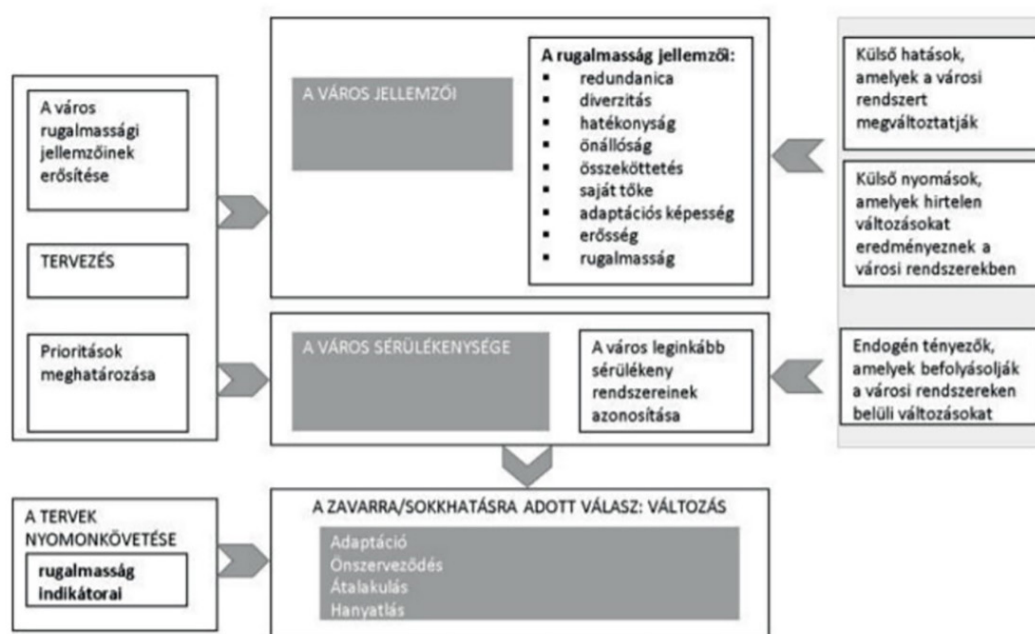 A város
rugalmassági
jellemzőinek
erősítése
TERVEZÉS
Prioritások
meghatározása
A VÁROS JELLEMZŐI
A rugalmasság jellemzői:
▪ redundanica
▪ diverzitás
▪ hatékonyság
▪ önállóság
▪ összeköttetés
▪ saját tőke
▪ adaptációs képesség
▪ erősség
▪ rugalmasság
Külső hatások,
amelyek a városi
rendszert
megváltoztatják
Külső nyomások,
amelyek hirtelen
változásokat
eredményeznek a
városi rendszerekben
A VÁROS SÉRÜLÉKENYSÉGE
A város leginkább
sérülékeny
rendszereinek
azonosítása
Endogén tényezők,
amelyek befolyásolják
a városi rendszereken
belüli változásokat
A TERVEK
NYOMONKÖVETÉSE
rugalmasság
indikátorai
A ZAVARRA/SOKKHATÁSRA ADOTT VÁLASZ: VÁLTOZÁS
Adaptáció
Önszerveződés
Átalakulás
Hanyatlás